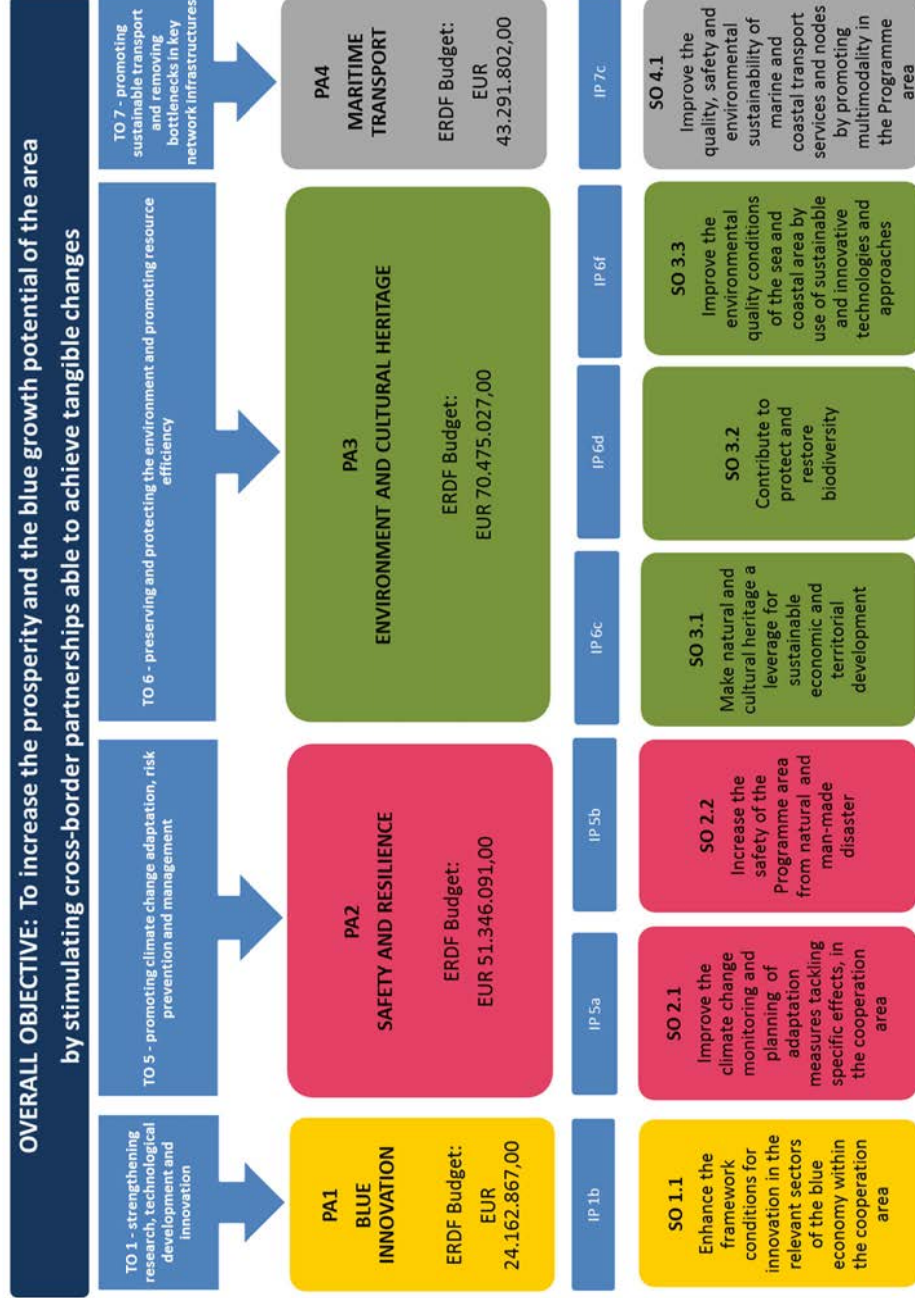 OVERALL OBJECTIVE: To increase the prosperity and the blue growth potential of the area
by stimulating cross-border partnerships able to achieve tangible changes
TO 1 - strengthening
research, technological
development and
innovation
TO 5 - promoting climate change adaptation, risk
prevention and management
TO 6 - preserving and protecting the environment and promoting resource
efficiency
TO 7 - promoting
sustainable transport
and removing
bottlenecks in key
network infrastructures
PA1
BLUE
INNOVATION
ERDF Budget:
EUR
24.162.867,00
PA2
SAFETY AND RESILIENCE
ERDF Budget:
EUR 51.346.091,00
PA3
ENVIRONMENT AND CULTURAL HERITAGE
ERDF Budget:
EUR 70.475.027,00
PA4
MARITIME
TRANSPORT
ERDF Budget:
EUR
43.291.802,00
IP 1b
IP 5a
IP 5b
IP 6c
IP 6d
IP 6f
IP 7c
SO 1.1
Enhance the
framework
conditions for
innovation in the
relevant sectors
of the blue
economy within
the cooperation
area
SO 2.1
Improve the
climate change
monitoring and
planning of
adaptation
measures tackling
specific effects, in
the cooperation
area
SO 2.2
Increase the
safety of the
Programme area
from natural and
man-made
disaster
SO 3.1
Make natural and
cultural heritage a
leverage for
sustainable
economic and
territorial
development
SO 3.2
Contribute to
protect and
restore
biodiversity
SO 3.3
Improve the
environmental
quality conditions
of the sea and
coastal area by
use of sustainable
and innovative
technologies and
approaches
SO 4.1
Improve the
quality, safety and
environmental
sustainability of
marine and
coastal transport
services and nodes
by promoting
multimodality in
the Programme
area